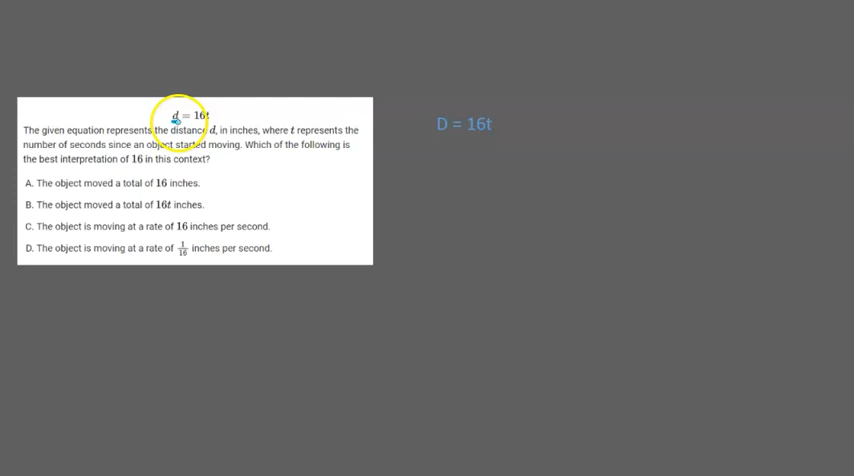 d = 16t
D = 16t
The given equation represents the distance d, in inches, where t represents the
number of seconds since an object started moving. Which of the following is
the best interpretation of 16 in this context?
A. The object moved a total of 16 inches.
B. The object moved a total of 16t inches.
C. The object is moving at a rate of 16 inches per second.
D. The object is moving at a rate of 1/16 inches per second.